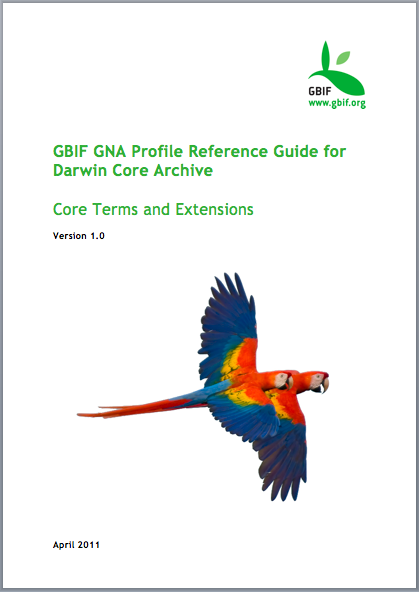 GBIF
www.gbif.org
GBIF GNA Profile Reference Guide for
Darwin Core Archive
Core Terms and Extensions
Version 1.0
April 2011